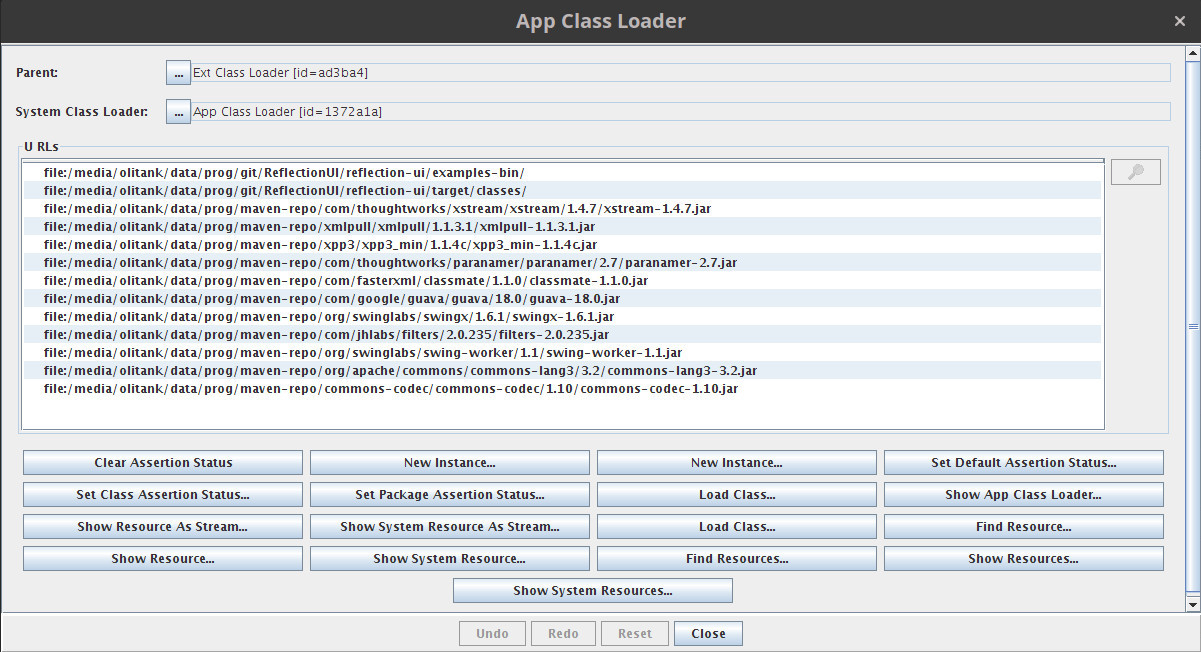 App Class Loader
Parent:
... Ext Class Loader [id=ad3ba4]
System Class Loader:
... App Class Loader [id=1372a1a]
U RLs
file:/media/olitank/data/prog/git/ReflectionUI/reflection-ui/examples-bin/
file:/media/olitank/data/prog/git/ReflectionUI/reflection-ui/target/classes/
file:/media/olitank/data/prog/maven-repo/com/thoughtworks/xstream/xstream/1.4.7/xstream-1.4.7.jar
file:/media/olitank/data/prog/maven-repo/xmlpull/xmlpull/1.1.3.1/xmlpull-1.1.3.1.jar
file:/media/olitank/data/prog/maven-repo/xpp3/xpp3_min/1.1.4c/xpp3_min-1.1.4c.jar
file:/media/olitank/data/prog/maven-repo/com/thoughtworks/paranamer/paranamer/2.7/paranamer-2.7.jar
file:/media/olitank/data/prog/maven-repo/com/fasterxml/classmate/1.1.0/classmate-1.1.0.jar
file:/media/olitank/data/prog/maven-repo/com/google/guava/guava/18.0/guava-18.0.jar
file:/media/olitank/data/prog/maven-repo/org/swinglabs/swingx/1.6.1/swingx-1.6.1.jar
file:/media/olitank/data/prog/maven-repo/com/jhlabs/filters/2.0.235/filters-2.0.235.jar
file:/media/olitank/data/prog/maven-repo/org/swinglabs/swing-worker/1.1/swing-worker-1.1.jar
file:/media/olitank/data/prog/maven-repo/org/apache/commons/commons-lang3/3.2/commons-lang3-3.2.jar
file:/media/olitank/data/prog/maven-repo/commons-codec/commons-codec/1.10/commons-codec-1.10.jar
Clear Assertion Status
New Instance...
New Instance...
Set Default Assertion Status...
Set Class Assertion Status...
Set Package Assertion Status...
Load Class...
Show App Class Loader...
Show Resource As Stream...
Show System Resource As Stream...
Load Class...
Find Resource...
Show Resource...
Show System Resource...
Find Resources...
Show Resources...
Show System Resources...
Undo
Redo
Reset
Close